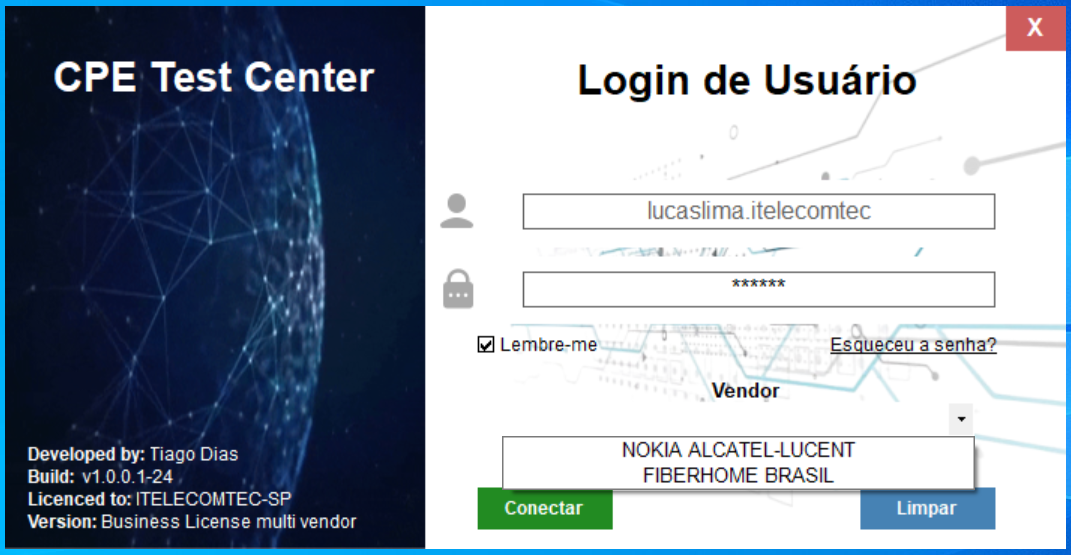 CPE Test Center
Developed by: Tiago Dias
Build: v1.0.0.1-24
Licenced to: ITELECOMTEC-SP
Version: Business License multi vendor
X
Login de Usuário
lucaslima.itelecomtec
******
Lembre-me
Esqueceu a senha?
Vendor
NOKIA ALCATEL-LUCENT
FIBERHOME BRASIL
Conectar
Limpar